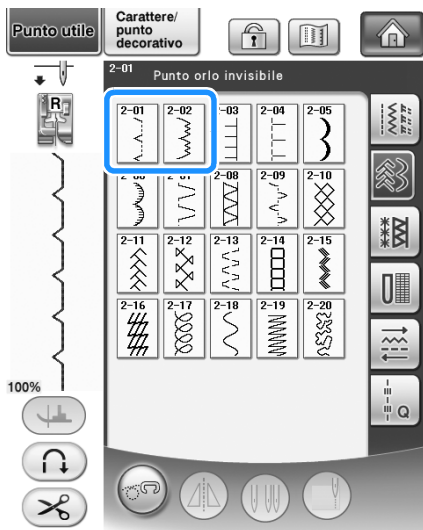 Punto utile
Carattere/
punto
decorativo
2-01
Punto orlo invisibile
R
2-01 2-02 2-03 2-04 2-05
2-08 2-09 2-10
2-11 2-12 2-13 2-14 2-15
2-16 2-17 2-18 2-19 2-20
100%
Q